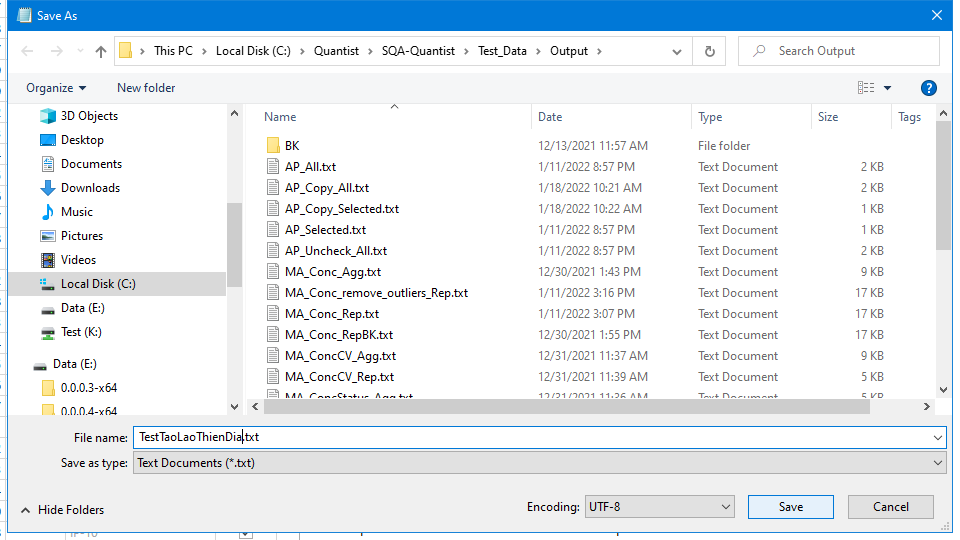 Save As
This PC > Local Disk (C:) > Quantist > SQA-Quantist > Test_Data > Output >
Search Output
Organize
New folder
3D Objects
Desktop
Documents
Downloads
Music
Pictures
Videos
Local Disk (C:)
Data (E:)
Test (K:)
Data (E:)
0.0.0.3-x64
0.0.0.4-x64
Name Date Type Size Tags
BK 12/13/2021 11:57 AM File folder
AP_All.txt 1/11/2022 8:57 PM Text Document 2 KB
AP_Copy_All.txt 1/18/2022 10:21 AM Text Document 2 KB
AP_Copy_Selected.txt 1/18/2022 10:22 AM Text Document 1 KB
AP_Selected.txt 1/11/2022 8:57 PM Text Document 1 KB
AP_Uncheck_All.txt 1/11/2022 8:57 PM Text Document 2 KB
MA_Conc_Agg.txt 12/30/2021 1:43 PM Text Document 9 KB
MA_Conc_remove_outliers_Rep.txt 1/11/2022 3:16 PM Text Document 17 KB
MA_Conc_Rep.txt 1/11/2022 3:07 PM Text Document 17 KB
MA_Conc_RepBK.txt 12/30/2021 1:55 PM Text Document 17 KB
MA_ConcCV_Agg.txt 12/31/2021 11:37 AM Text Document 9 KB
MA_ConcCV_Rep.txt 12/31/2021 11:39 AM Text Document 5 KB
MA_ConcStatus_Agg.txt 12/31/2021 11:36 AM Text Document 5 KB
File name: TestTaoLaoThienDia.txt
Save as type: Text Documents (*.txt)
Hide Folders
Encoding: UTF-8
Save
Cancel